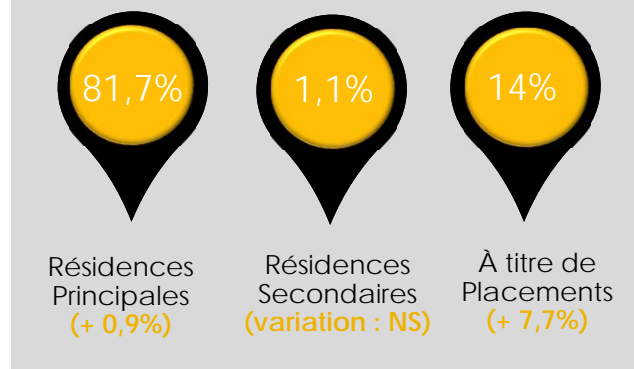 81,7%
Résidences
Principales
(+ 0,9%)
1,1%
Résidences
Secondaires
(variation : NS)
14%
À titre de
Placements
(+ 7,7%)